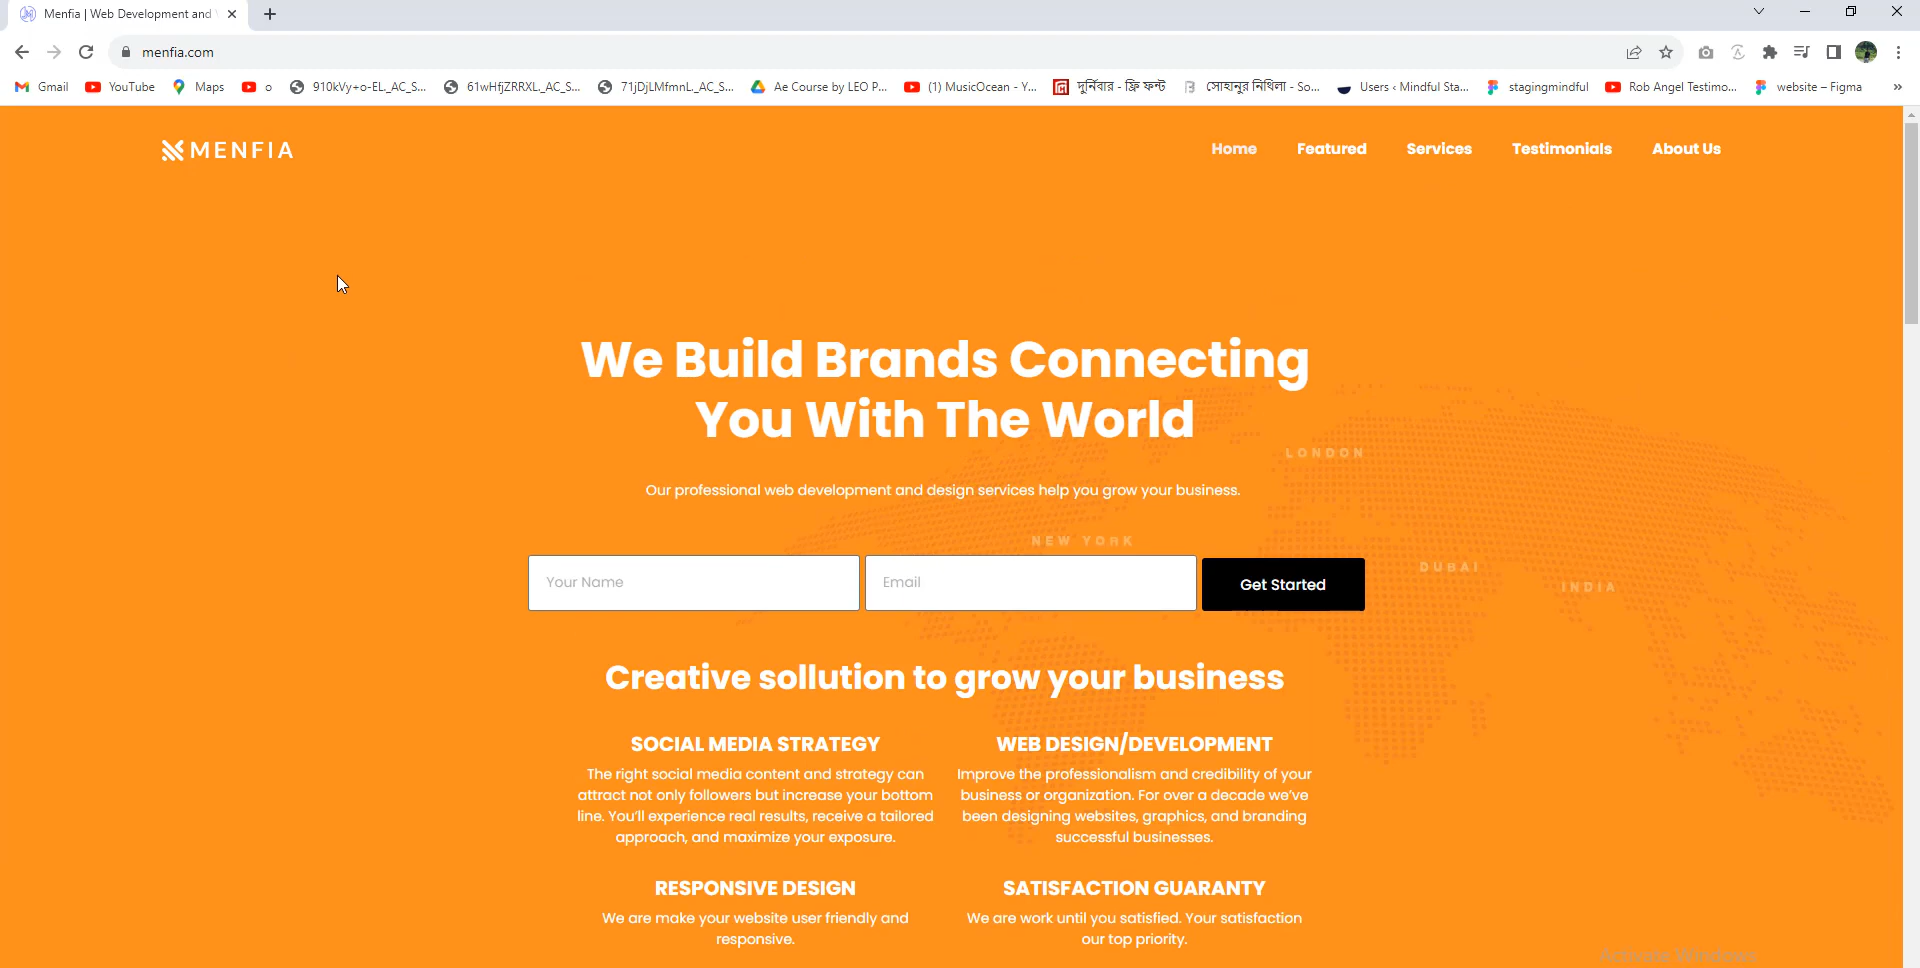 Menfia | Web Development and
menfia.com
Gmail
YouTube
Maps
o
910kVy+o-EL._AC_S...
61wHfjZRRXL._AC_S...
71jDjLMfmnL._AC_S...
Ae Course by LEO P...
(1) MusicOcean - Y...
দুর্নিবার - ফ্রি ফন্ট
সোহানুর নিথিলা - So...
Users ‹ Mindful Sta...
stagingmindful
Rob Angel Testimo...
website – Figma
MENFIA
Home
Featured
Services
Testimonials
About Us
We Build Brands Connecting
You With The World
LONDON
Our professional web development and design services help you grow your business.
NEW YORK
DUBAI
INDIA
Your Name
Email
Get Started
Creative sollution to grow your business
SOCIAL MEDIA STRATEGY
The right social media content and strategy can
attract not only followers but increase your bottom
line. You'll experience real results, receive a tailored
approach, and maximize your exposure.
WEB DESIGN/DEVELOPMENT
Improve the professionalism and credibility of your
business or organization. For over a decade we've
been designing websites, graphics, and branding
successful businesses.
RESPONSIVE DESIGN
We are make your website user friendly and
responsive.
SATISFACTION GUARANTY
We are work until you satisfied. Your satisfaction
our top priority.
Activate Windows